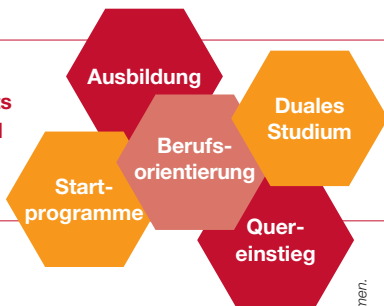 Ausbildung
Duales
Studium
Berufs-
orientierung
Start-
programme
Quer-
einstieg